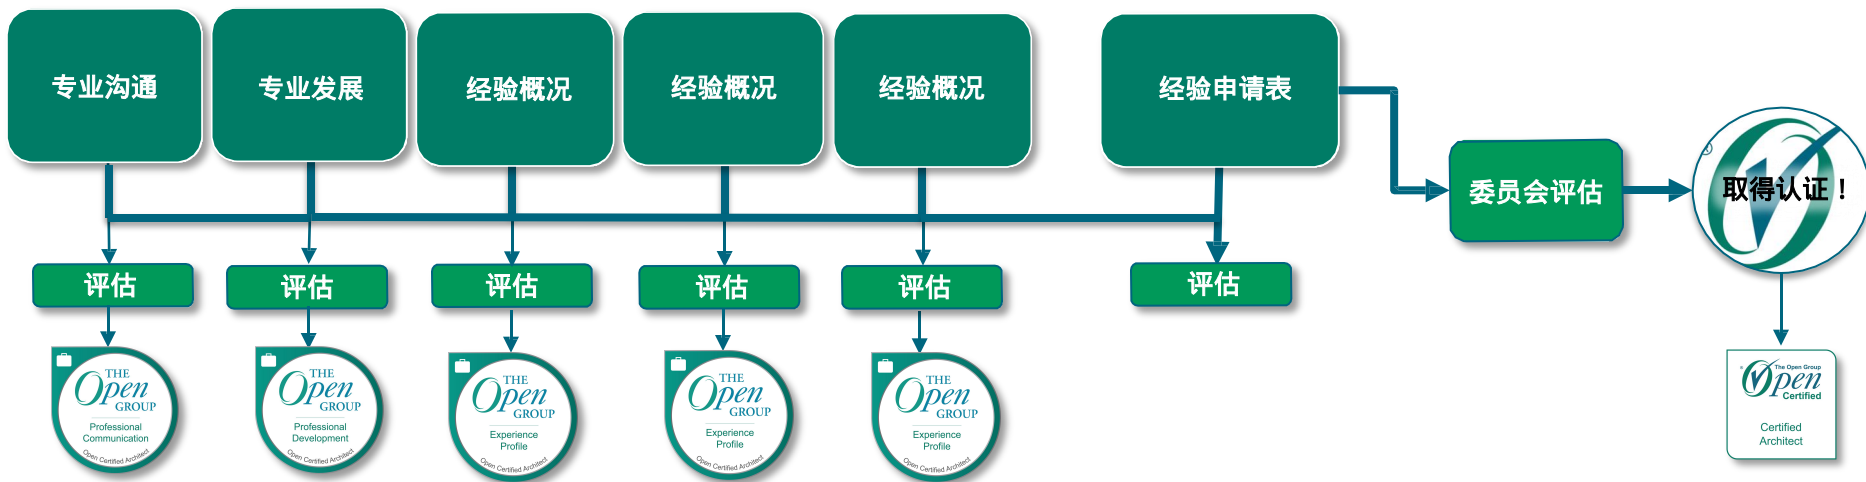 专业沟通
专业发展
经验概况
经验概况
经验概况
经验申请表
委员会评估
®
取得认证！
评估
评估
评估
评估
评估
评估
THE
Open
GROUP
Professional
Communication
Open Certified Architect
THE
Open
GROUP
Professional
Development
Open Certified Architect
THE
Open
GROUP
Experience
Profile
Open Certified Architect
THE
Open
GROUP
Experience
Profile
Open Certified Architect
THE
Open
GROUP
Experience
Profile
Open Certified Architect
The Open Group
Open
Certified
Certified
Architect